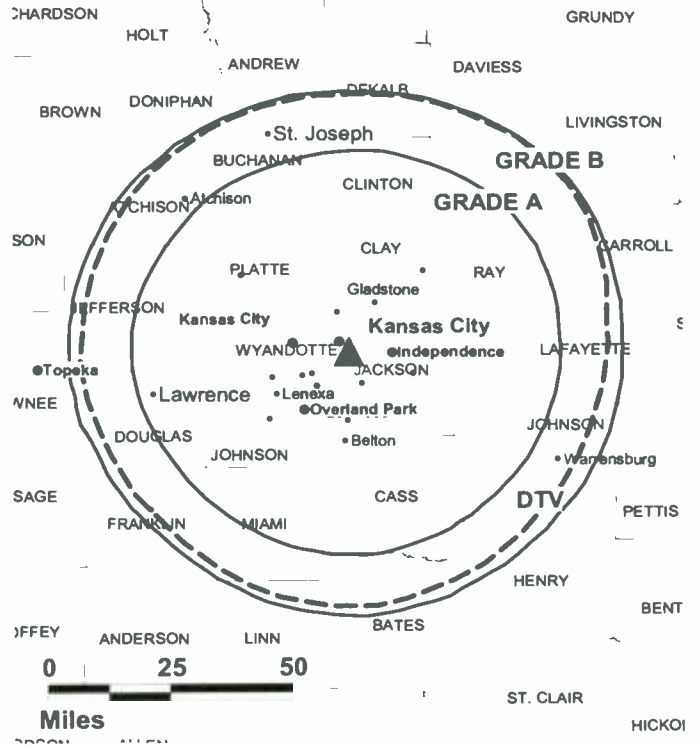 CHARDSON
GRUNDY
HOLT
ANDREW
DAVIESS
DEKALB
DONIPHAN
BROWN
LIVINGSTON
St. Joseph
BUCHANAN
GRADE B
CLINTON
Atchison
GRADE A
ATCHISON
SON
CLAY
CARROLL
PLATTE
RAY
Gladstone
JEFFERSON
Kansas City
Kansas City
WYANDOTTE
Independence
LAFAYETTE
Topeka
JACKSON
Lawrence
Lenexa
WNEE
Overland Park
JOHNSON
DOUGLAS
Belton
JOHNSON
Warrensburg
SAGE
CASS
DTV
PETTIS
FRANKLIN
MIAMI
HENRY
BENT
OFFEY
ANDERSON
LINN
BATES
0 25 50
ST. CLAIR
Miles
HICKO